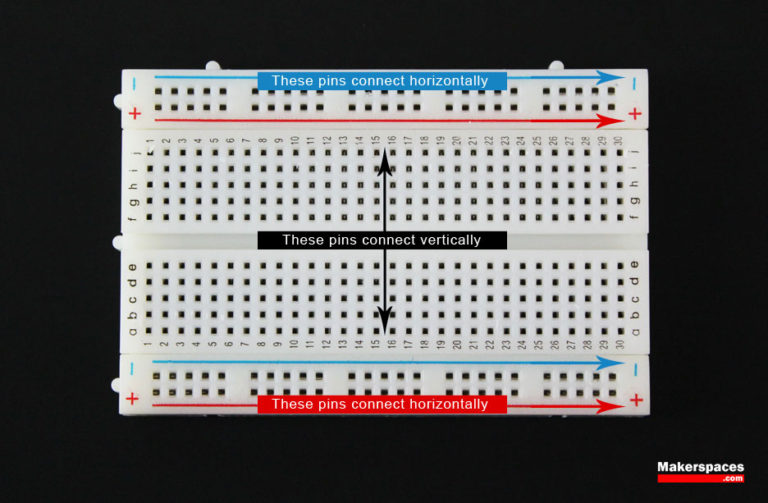 These pins connect horizontally
− −
+ +
1 2 3 4 5 6 7 8 9 10 11 12 13 14 15 16 17 18 19 20 21 22 23 24 25 26 27 28 29 30
j j
i i
h h
g g
f f
These pins connect vertically
e e
d d
c c
b b
a a
1 2 3 4 5 6 7 8 9 10 11 12 13 14 15 16 17 18 19 20 21 22 23 24 25 26 27 28 29 30
− −
+ +
These pins connect horizontally
Makerspaces
.com